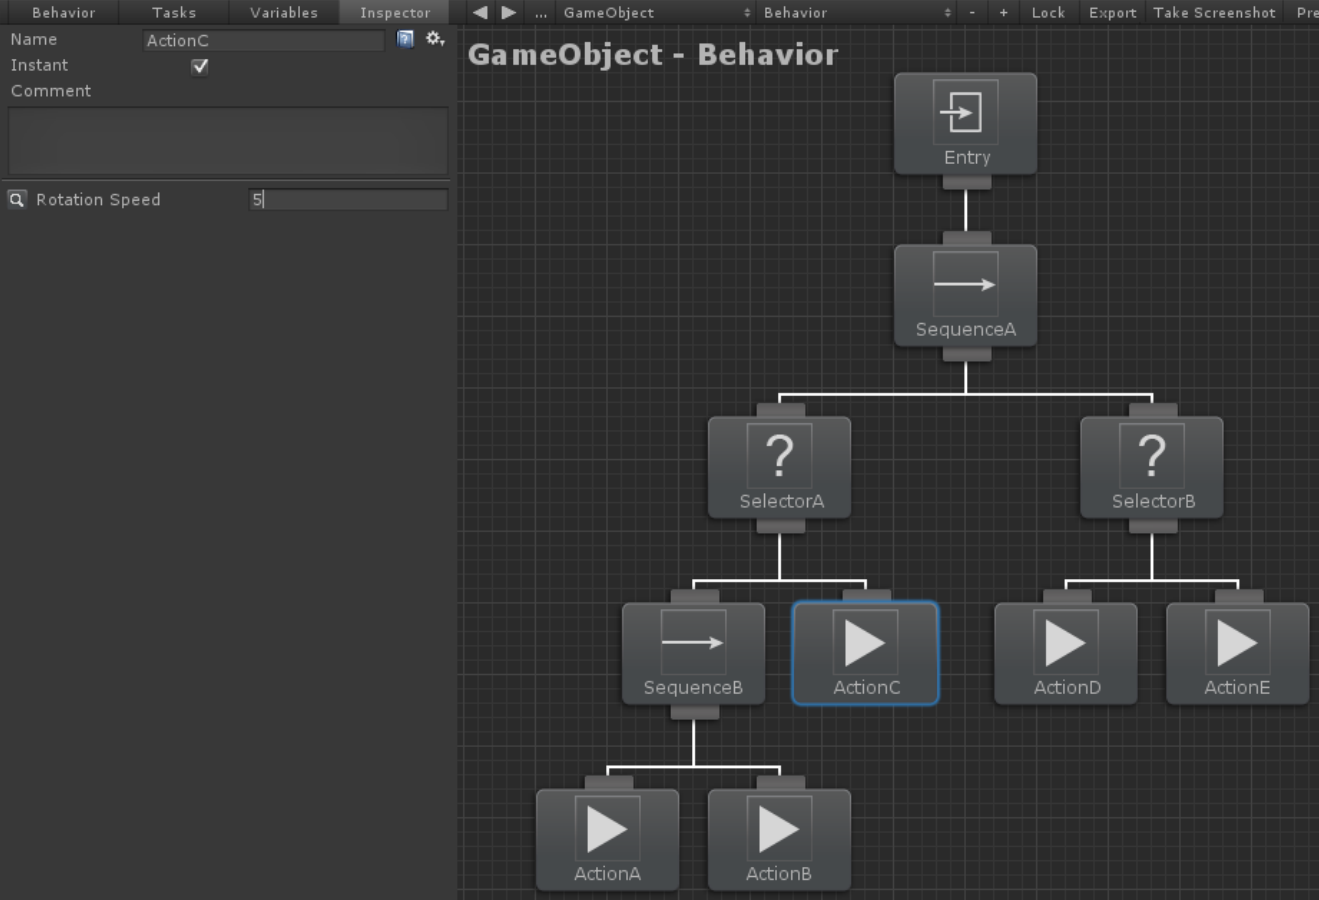 Behavior Tasks Variables Inspector
Name ActionC
Instant
Comment
Rotation Speed 5
... GameObject Behavior - + Lock Export Take Screenshot
GameObject - Behavior
Entry
SequenceA
SelectorA SelectorB
?
?
SequenceB ActionC ActionD ActionE
ActionA ActionB